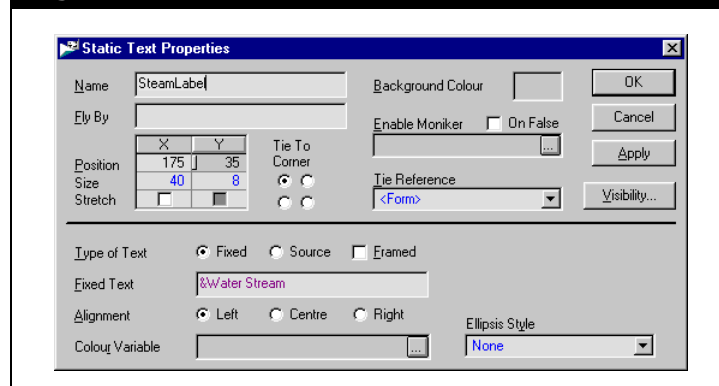 Static Text Properties
Name SteamLabel Background Colour OK
Fly By Enable Moniker On False Cancel
X Y Tie To Corner ... Apply
Position 175 35
Size 40 8 Tie Reference
Stretch <Form> Visibility...
Type of Text Fixed Source Framed
Fixed Text &Water Stream
Alignment Left Centre Right Ellipsis Style
Colour Variable ... None